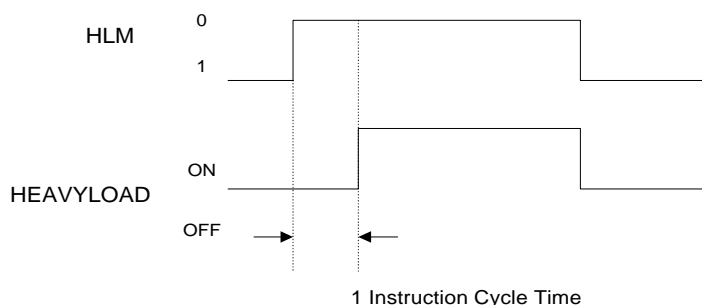 0
HLM
1
ON
HEAVYLOAD
OFF
1 Instruction Cycle Time